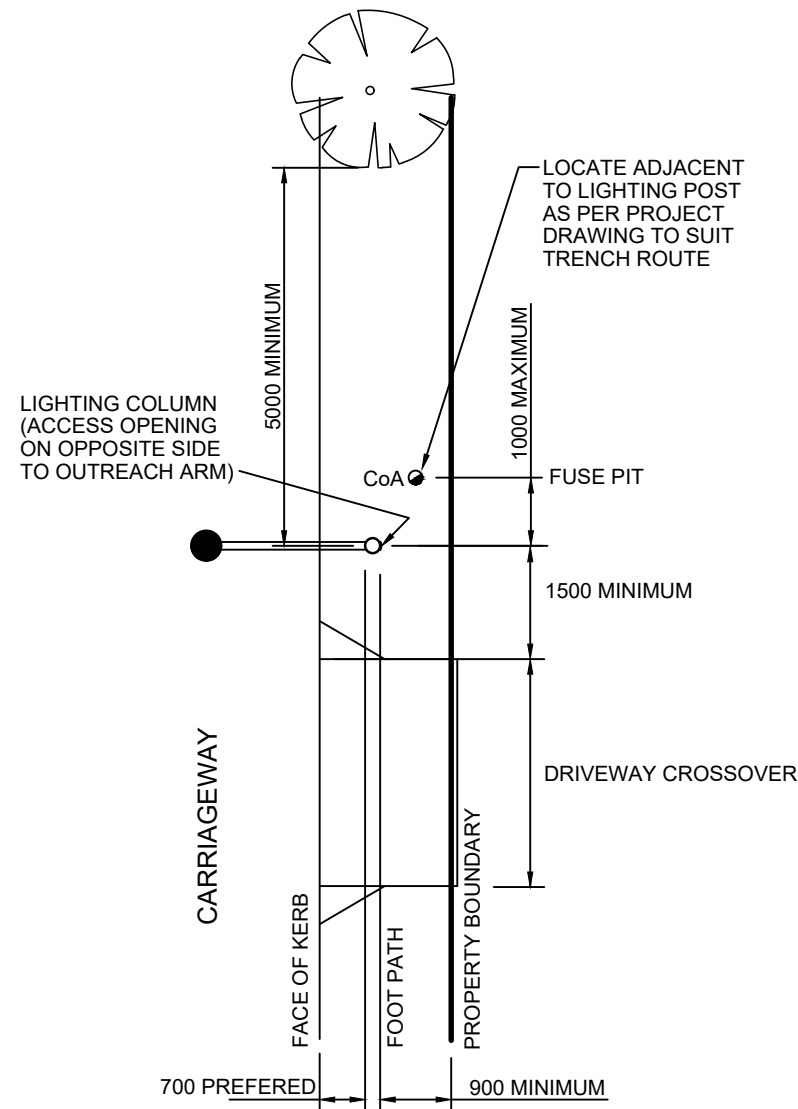 LOCATE ADJACENT
TO LIGHTING POST
AS PER PROJECT
DRAWING TO SUIT
TRENCH ROUTE
5000 MINIMUM
1000 MAXIMUM
LIGHTING COLUMN
(ACCESS OPENING
ON OPPOSITE SIDE
TO OUTREACH ARM)
CoA
FUSE PIT
1500 MINIMUM
CARRIAGEWAY
DRIVEWAY CROSSOVER
FACE OF KERB
FOOT PATH
PROPERTY BOUNDARY
700 PREFERED
900 MINIMUM